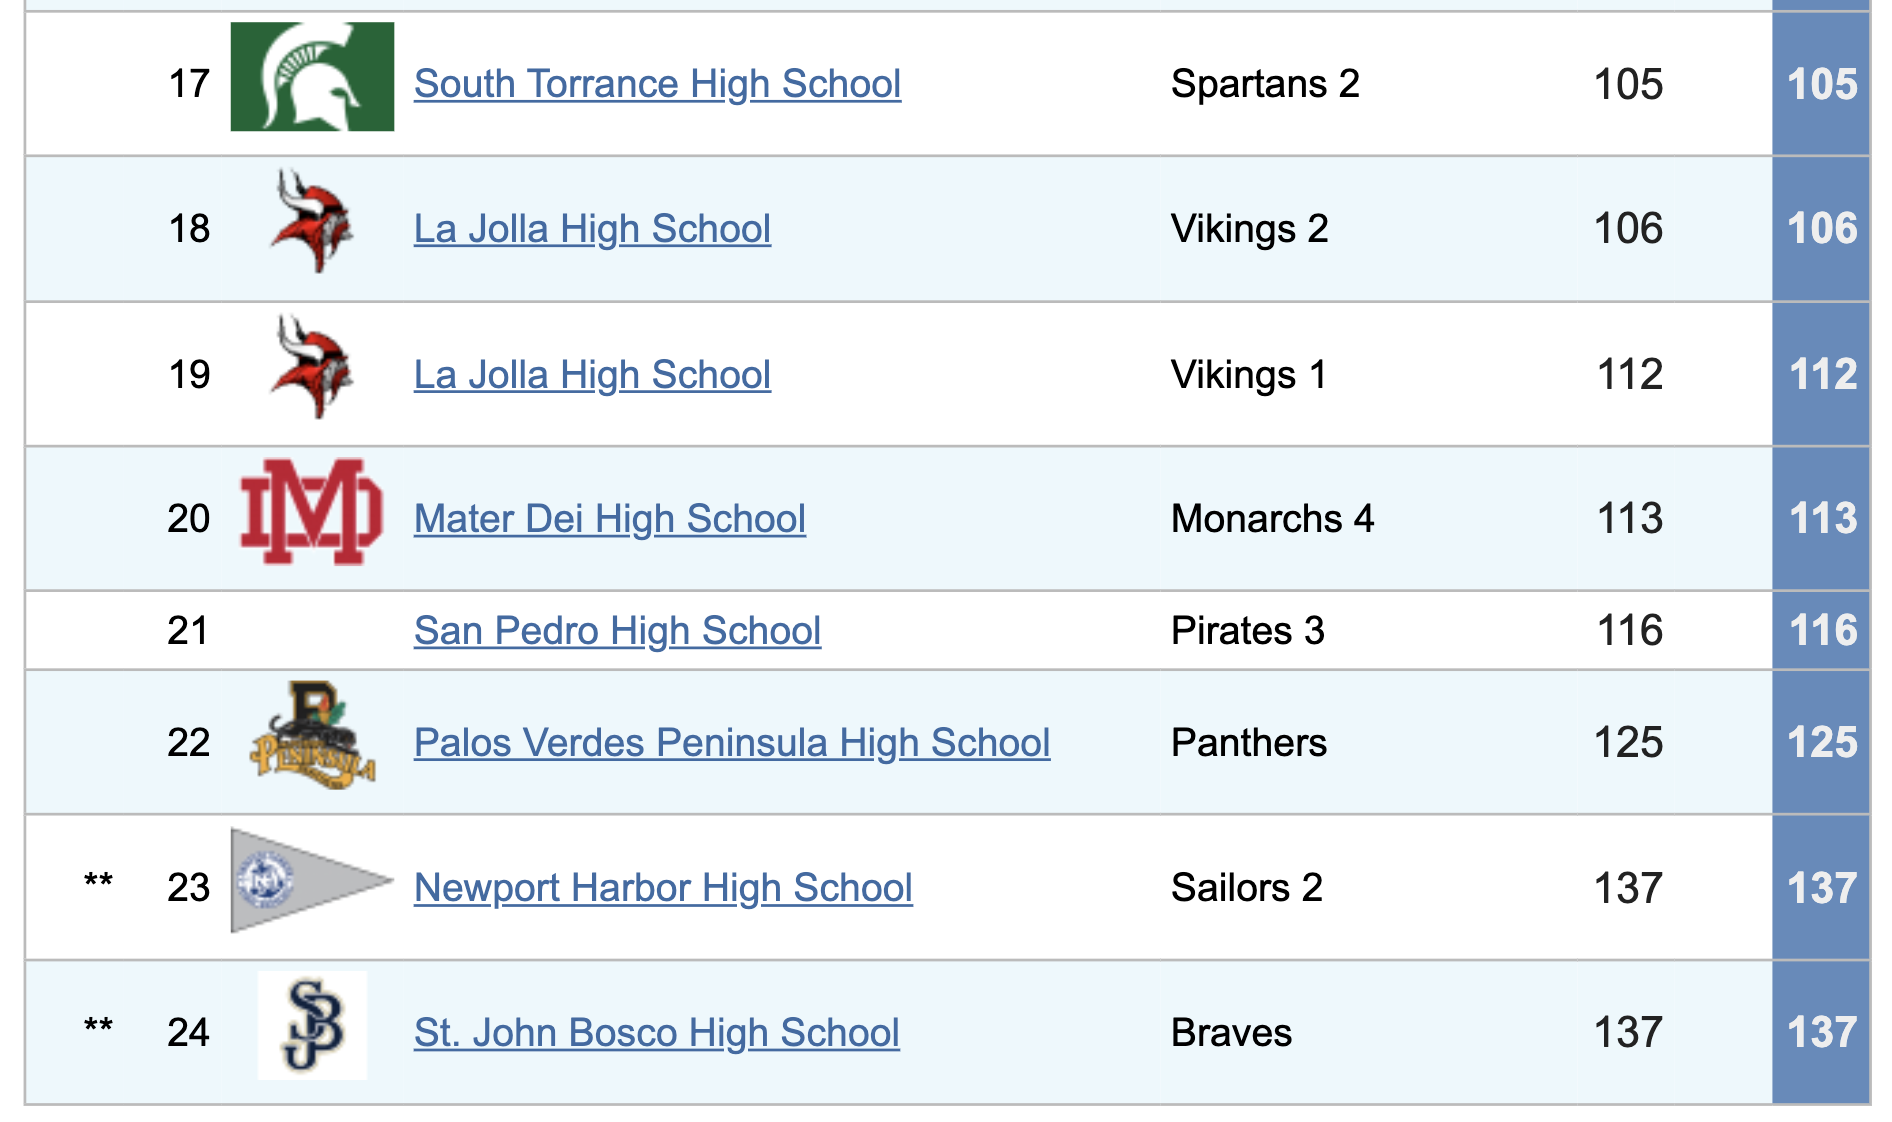 17 South Torrance High School Spartans 2 105 105
18 La Jolla High School Vikings 2 106 106
19 La Jolla High School Vikings 1 112 112
20 MD Mater Dei High School Monarchs 4 113 113
21 San Pedro High School Pirates 3 116 116
22 P PENINSULA Palos Verdes Peninsula High School Panthers 125 125
** 23 Newport Harbor High School Sailors 2 137 137
** 24 SJB St. John Bosco High School Braves 137 137